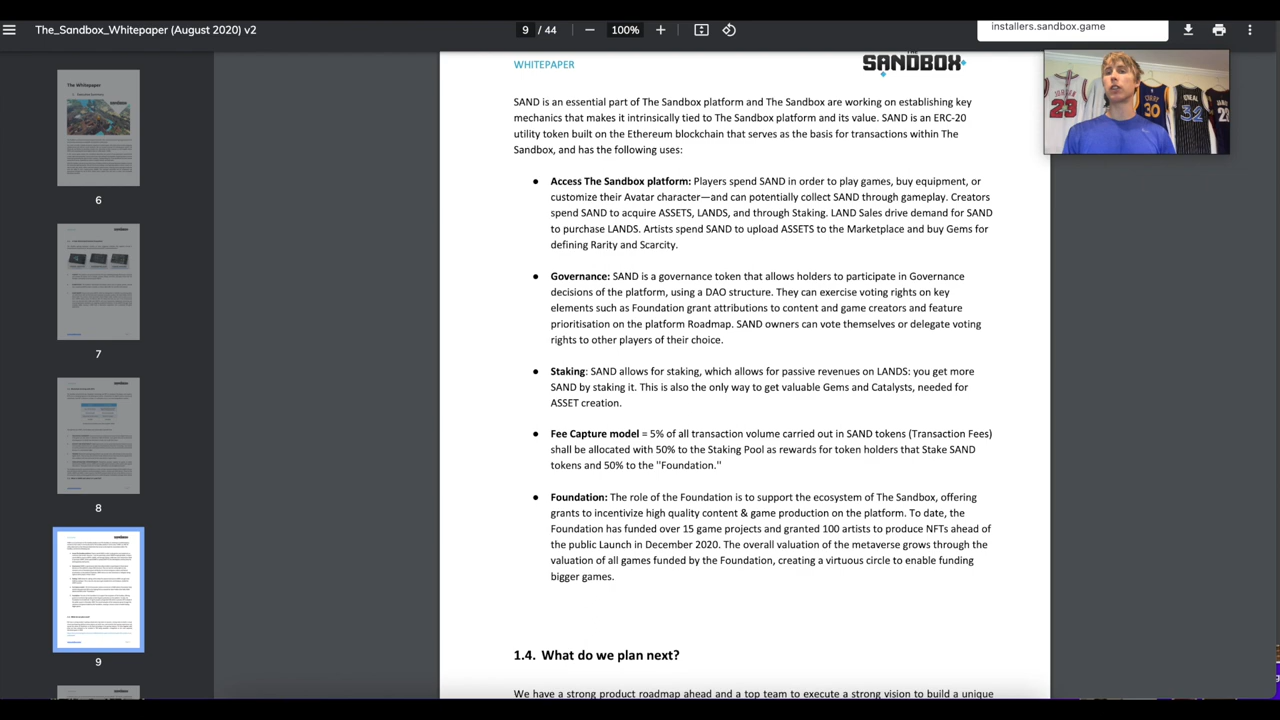 The_Sandbox_Whitepaper (August 2020) v2
9 / 44
100%
installers.sandbox.game
The Whitepaper
6
7
8
9
WHITEPAPER
THE
SANDBOX
SAND is an essential part of The Sandbox platform and The Sandbox are working on establishing key
mechanics that makes it intrinsically tied to The Sandbox platform and its value. SAND is an ERC-20
utility token built on the Ethereum blockchain that serves as the basis for transactions within The
Sandbox, and has the following uses:
● Access The Sandbox platform: Players spend SAND in order to play games, buy equipment, or
customize their Avatar character—and can potentially collect SAND through gameplay. Creators
spend SAND to acquire ASSETS, LANDS, and through Staking. LAND Sales drive demand for SAND
to purchase LANDS. Artists spend SAND to upload ASSETS to the Marketplace and buy Gems for
defining Rarity and Scarcity.
● Governance: SAND is a governance token that allows holders to participate in Governance
decisions of the platform, using a DAO structure. They can exercise voting rights on key
elements such as Foundation grant attributions to content and game creators and feature
prioritisation on the platform Roadmap. SAND owners can vote themselves or delegate voting
rights to other players of their choice.
● Staking: SAND allows for staking, which allows for passive revenues on LANDS: you get more
SAND by staking it. This is also the only way to get valuable Gems and Catalysts, needed for
ASSET creation.
● Fee Capture model = 5% of all transaction volume carried out in SAND tokens (Transaction Fees)
shall be allocated with 50% to the Staking Pool as rewards for token holders that Stake SAND
tokens and 50% to the "Foundation."
● Foundation: The role of the Foundation is to support the ecosystem of The Sandbox, offering
grants to incentivize high quality content & game production on the platform. To date, the
Foundation has funded over 15 game projects and granted 100 artists to produce NFTs ahead of
the public Launch in December 2020. The overall valuation of the metaverse grows through the
valuation of all games funded by the Foundation, creating a virtuous circle to enable funding
bigger games.
1.4. What do we plan next?
We have a strong product roadmap ahead and a top team to execute a strong vision to build a unique
JORDAN
23
CURRY
30
O'NEAL
32
23